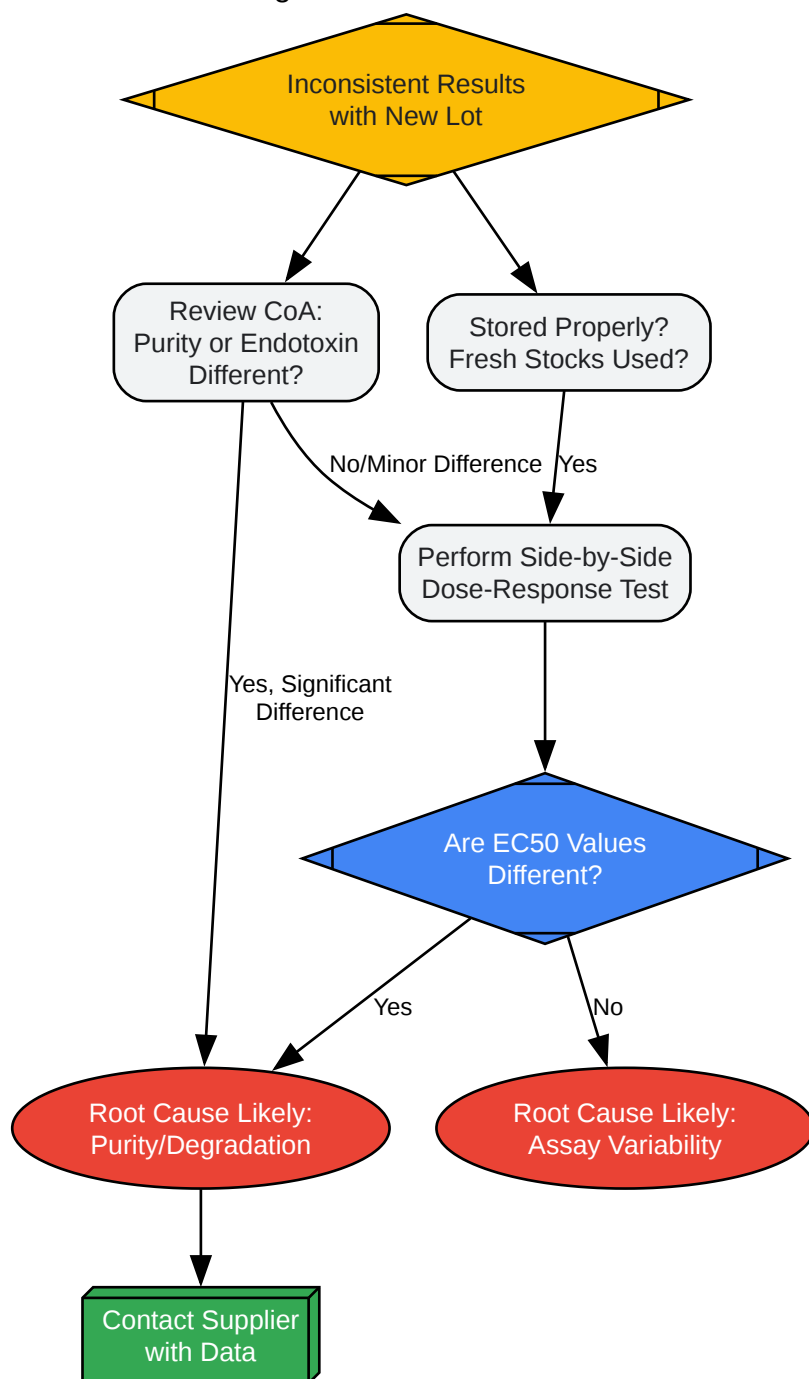 Inconsistent Results
with New Lot
Review CoA:
Purity or Endotoxin
Different?
Stored Properly?
Fresh Stocks Used?
No/Minor Difference
Yes
Perform Side-by-Side
Dose-Response Test
Yes, Significant
Difference
Are EC50 Values
Different?
Yes
No
Root Cause Likely:
Purity/Degradation
Root Cause Likely:
Assay Variability
Contact Supplier
with Data